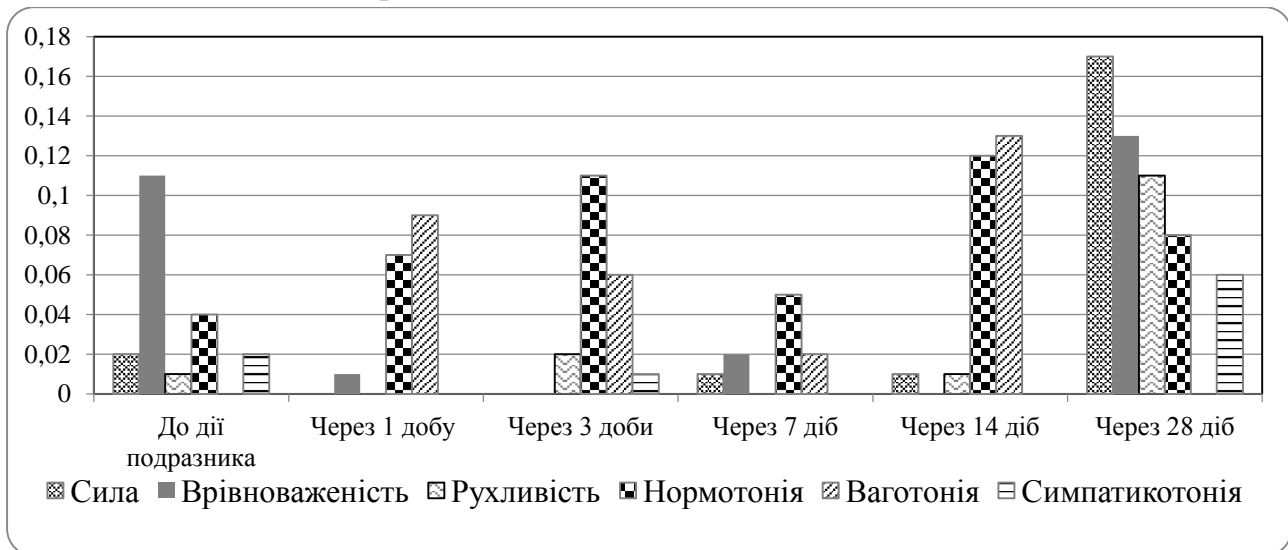 0,18
0,16
0,14
0,12
0,1
0,08
0,06
0,04
0,02
0
До дії подразника
Через 1 добу
Через 3 доби
Через 7 діб
Через 14 діб
Через 28 діб
Сила Врівноваженість Рухливість Нормотонія Ваготонія Симпатикотонія